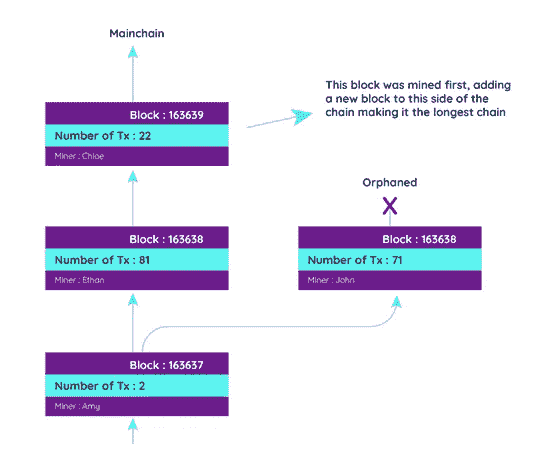 Mainchain
This block was mined first, adding
a new block to this side of the
chain making it the longest chain
Block : 163639
Number of Tx : 22
Miner : Chloe
Orphaned
X
Block : 163638
Number of Tx : 81
Miner : Ethan
Block : 163638
Number of Tx : 71
Miner : John
Block : 163637
Number of Tx : 2
Miner : Amy